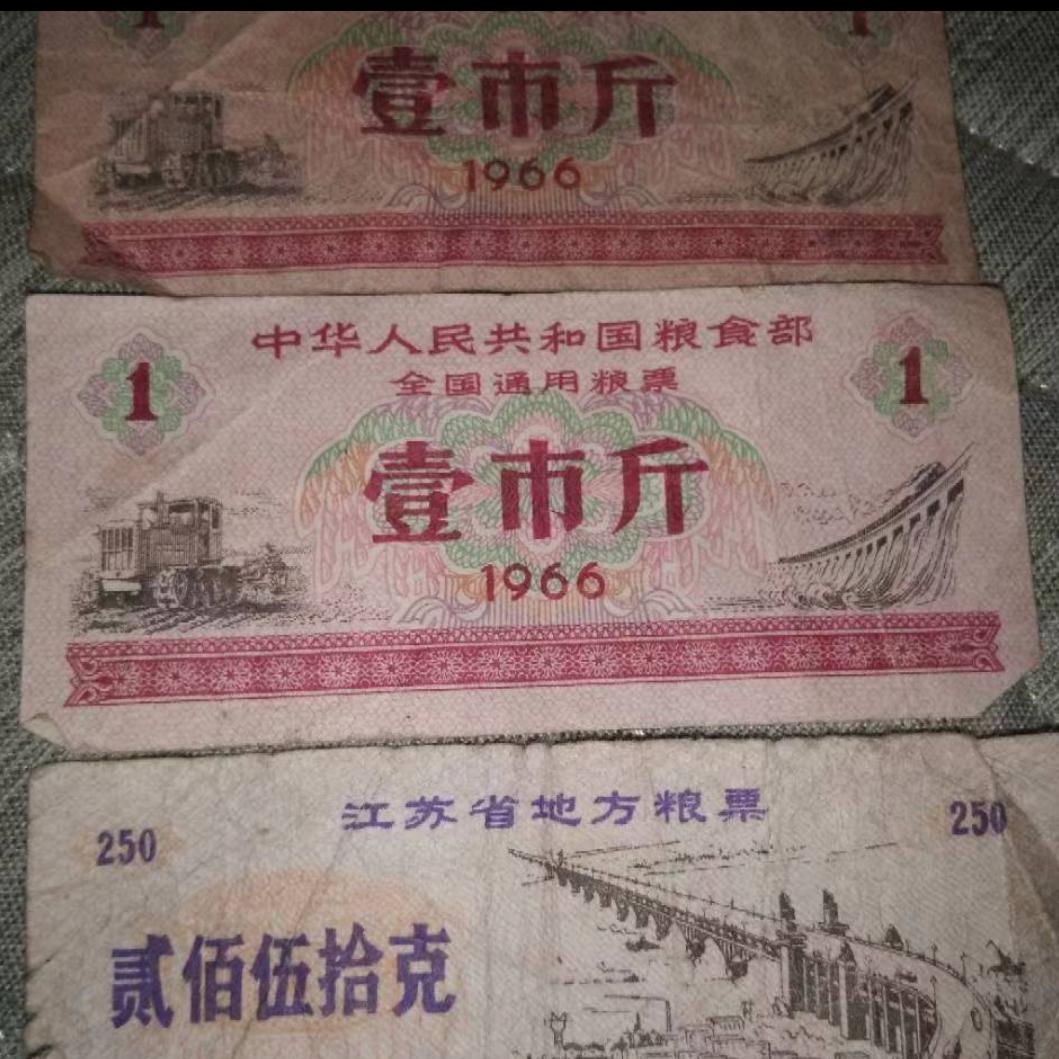 1 1
壹市斤
1966
中华人民共和国粮食部
全国通用粮票
1 1
壹市斤
1966
江苏省地方粮票
250 250
贰佰伍拾克